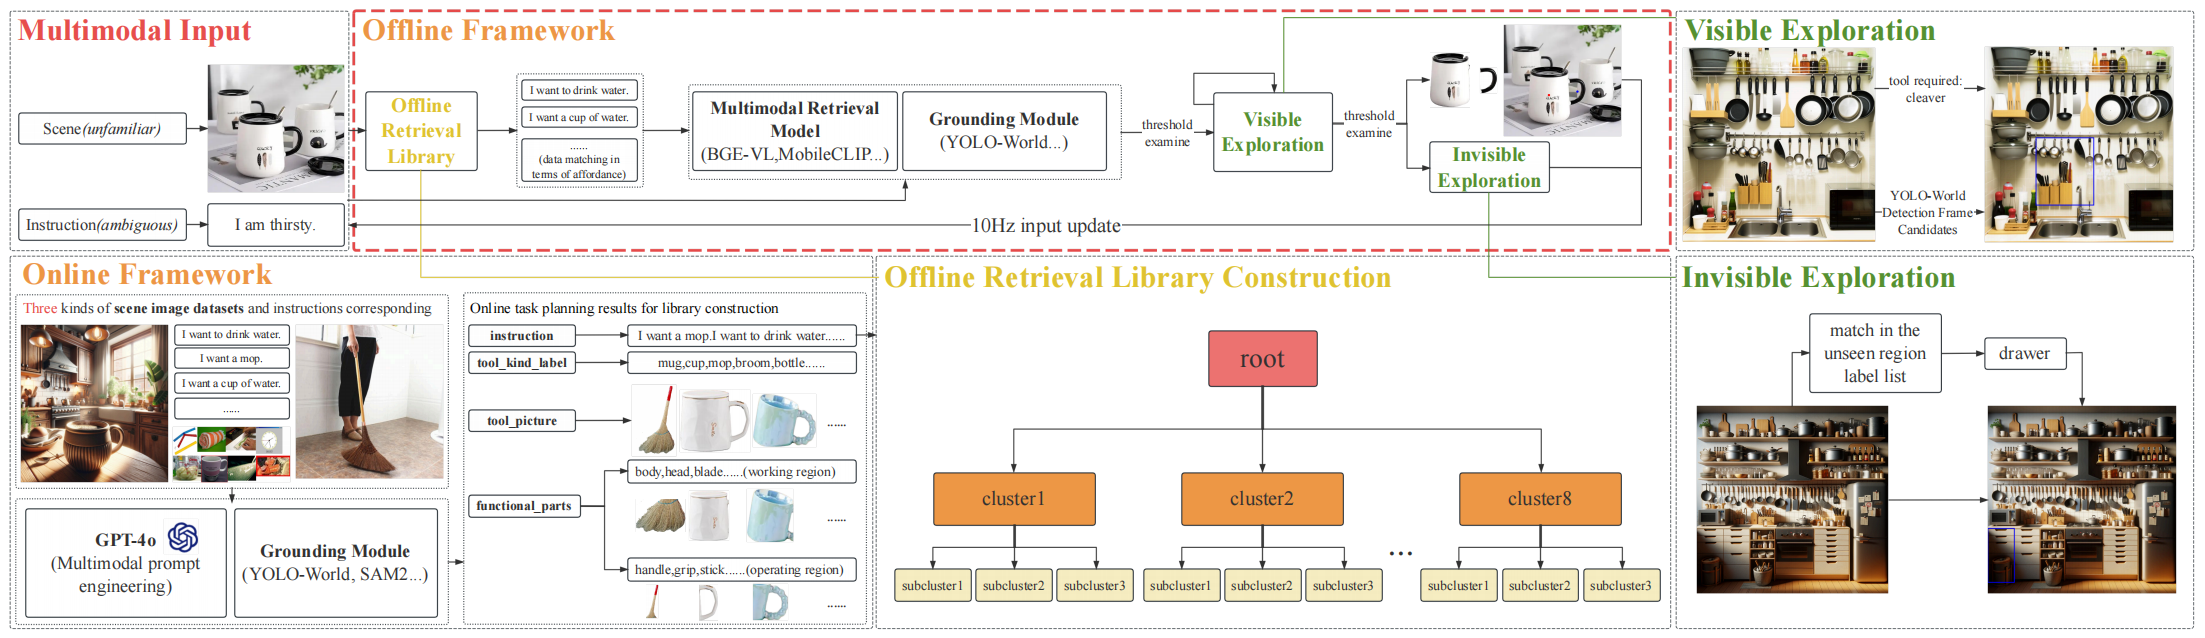 Multimodal Input
Scene(unfamiliar)
Instruction(ambiguous)
I am thirsty.
Offline Framework
Offline
Retrieval
Library
I want to drink water.
I want a cup of water.
......
(data matching in
terms of affordance)
Multimodal Retrieval
Model
(BGE-VL,MobileCLIP...)
Grounding Module
(YOLO-World...)
threshold
examine
Visible
Exploration
threshold
examine
Invisible
Exploration
10Hz input update
Visible Exploration
tool required:
cleaver
YOLO-World
Detection Frame
Candidates
Online Framework
Three kinds of scene image datasets and instructions corresponding
I want to drink water.
I want a mop.
I want a cup of water.
......
GPT-4o
(Multimodal prompt
engineering)
Grounding Module
(YOLO-World, SAM2...)
Online task planning results for library construction
instruction
I want a mop.I want to drink water......
tool_kind_label
mug,cup,mop,broom,bottle......
tool_picture
......
functional_parts
body,head,blade......(working region)
......
handle,grip,stick......(operating region)
......
Offline Retrieval Library Construction
root
cluster1
cluster2
cluster8
...
subcluster1
subcluster2
subcluster3
subcluster1
subcluster2
subcluster3
subcluster1
subcluster2
subcluster3
Invisible Exploration
match in the
unseen region
label list
drawer